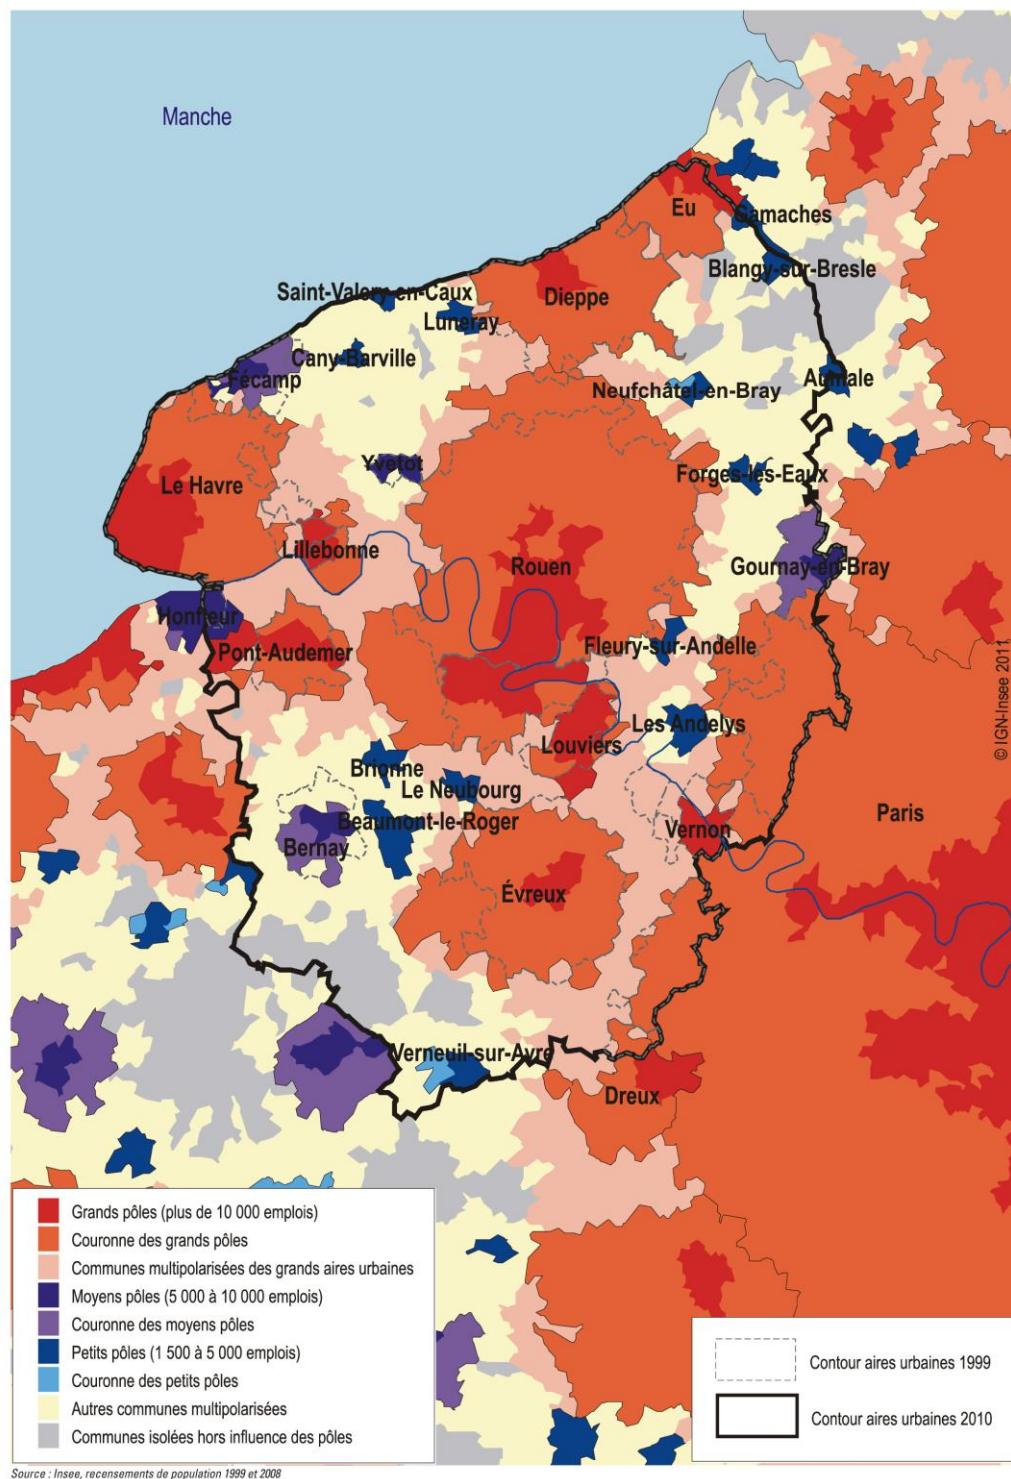 Manche
Eu
Gamaches
Blangy-sur-Bresle
Saint-Valery-en-Caux
Dieppe
Luneray
Cany-Barville
Fécamp
Neufchâtel-en-Bray
Aumale
Yvetot
Forges-les-Eaux
Le Havre
Lillebonne
Rouen
Gournay-en-Bray
Honfleur
Pont-Audemer
Fleury-sur-Andelle
Les Andelys
Louviers
© IGN-Insee 2011
Brionne
Le Neubourg
Beaumont-le-Roger
Vernon
Paris
Bernay
Évreux
Verneuil-sur-Avre
Dreux
Grands pôles (plus de 10 000 emplois)
Couronne des grands pôles
Communes multipolarisées des grands aires urbaines
Moyens pôles (5 000 à 10 000 emplois)
Couronne des moyens pôles
Petits pôles (1 500 à 5 000 emplois)
Couronne des petits pôles
Autres communes multipolarisées
Communes isolées hors influence des pôles
Contour aires urbaines 1999
Contour aires urbaines 2010
Source : Insee, recensements de population 1999 et 2008